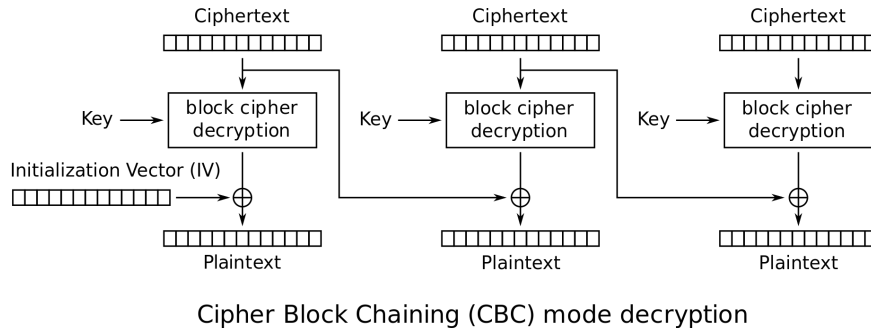 Ciphertext
Ciphertext
Ciphertext
Key
block cipher
decryption
Key
block cipher
decryption
Key
block cipher
decryption
Initialization Vector (IV)
Plaintext
Plaintext
Plaintext
Cipher Block Chaining (CBC) mode decryption